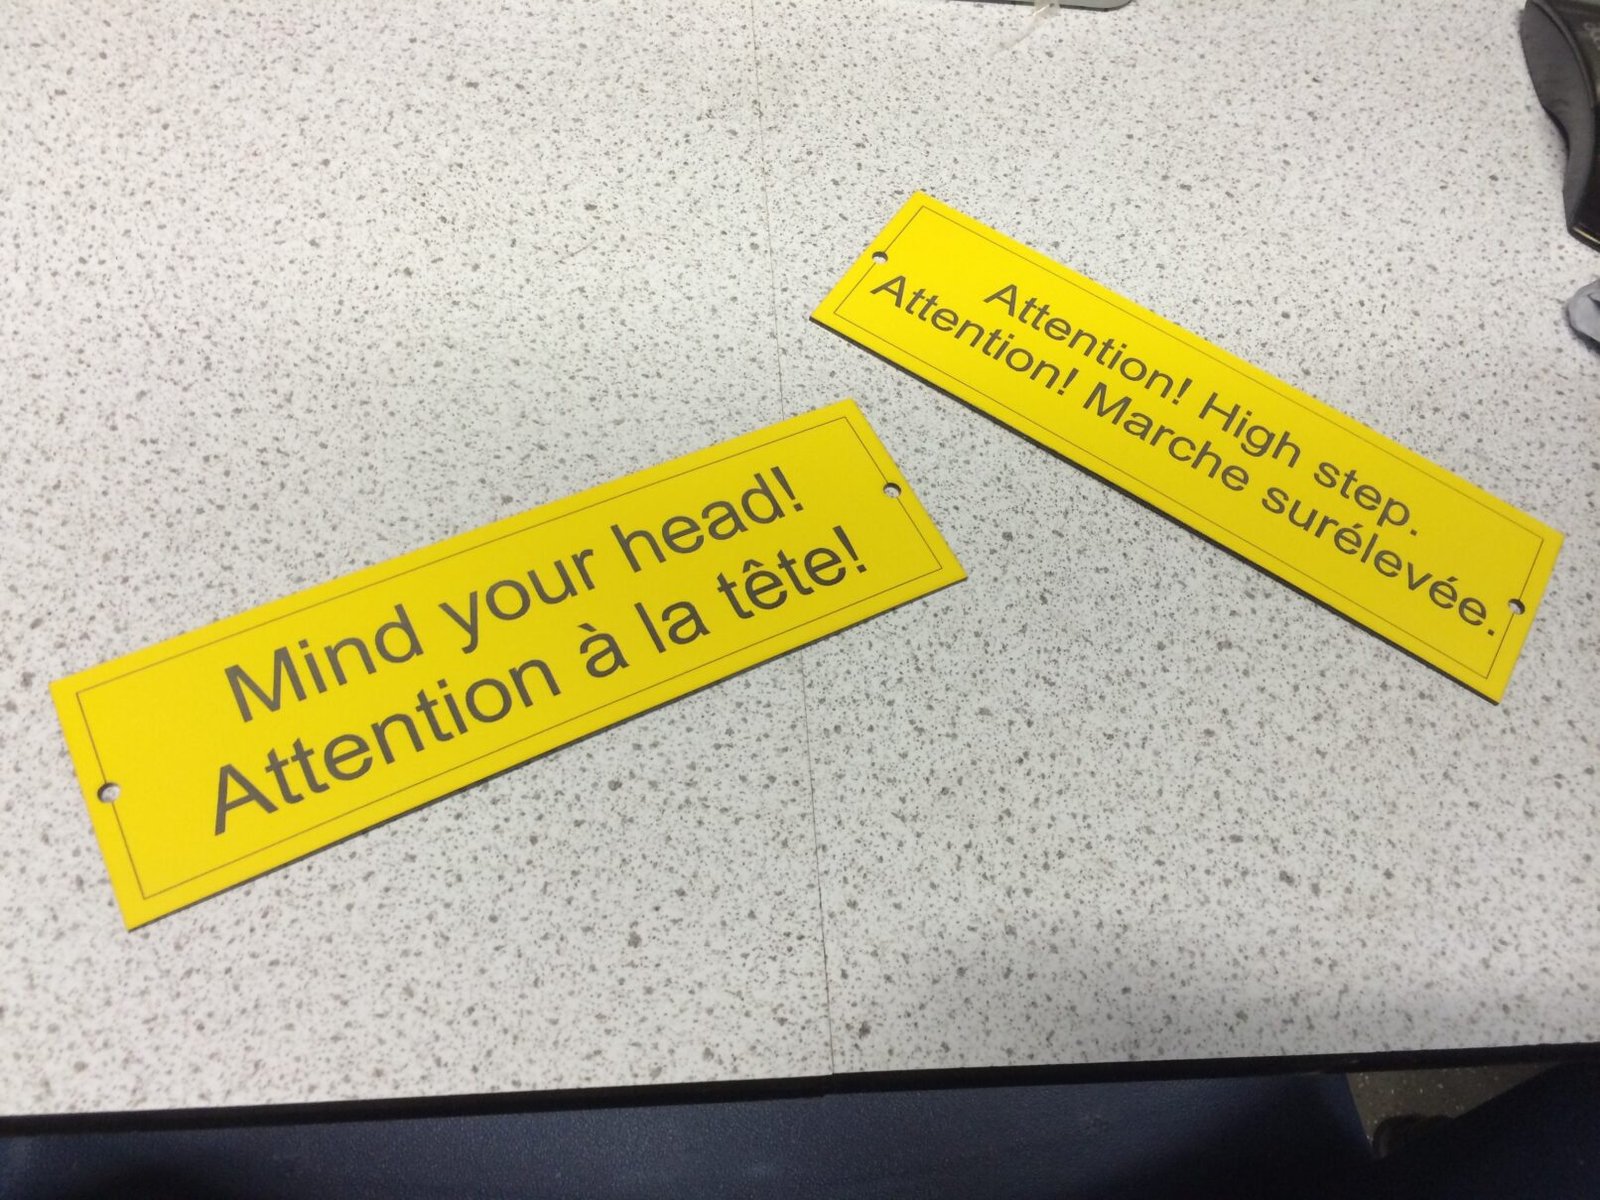 Mind your head!
Attention à la tête!
Attention! High step.
Attention! Marche surélevée.